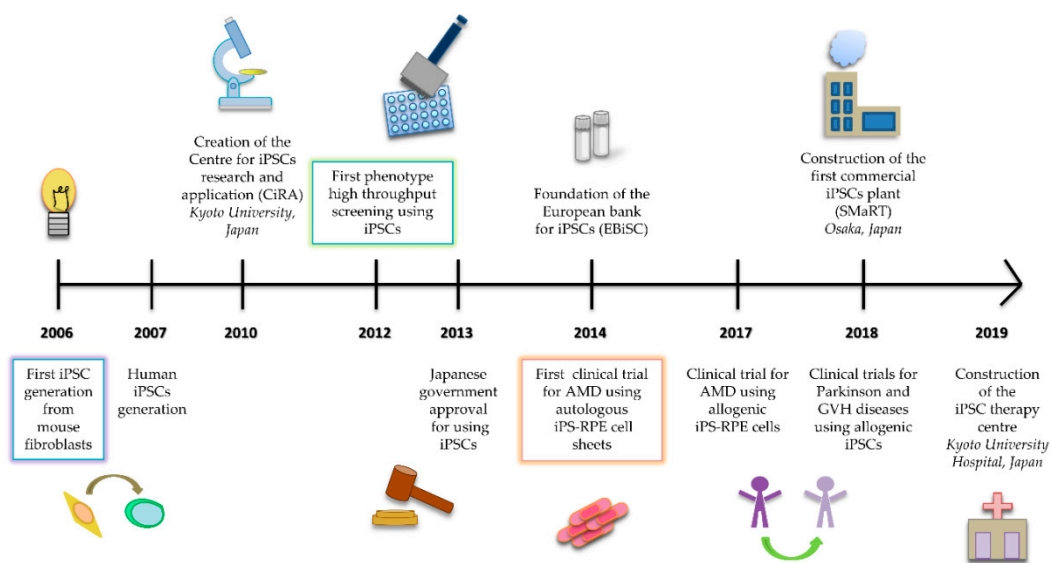 Creation of the
Centre for iPSCs
research and
application (CiRA)
Kyoto University,
Japan
First phenotype
high throughput
screening using
iPSCs
Foundation of the
European bank
for iPSCs (EBiSC)
Construction of the
first commercial
iPSCs plant
(SMaRT)
Osaka, Japan
2006
2007
2010
2012
2013
2014
2017
2018
2019
First iPSC
generation
from
mouse
fibroblasts
Human
iPSCs
generation
Japanese
government
approval
for using
iPSCs
First clinical trial
for AMD using
autologous
iPS-RPE cell
sheets
Clinical trial for
AMD using
allogenic
iPS-RPE cells
Clinical trials for
Parkinson and
GVH diseases
using allogenic
iPSCs
Construction
of the
iPSC therapy
centre
Kyoto University
Hospital, Japan